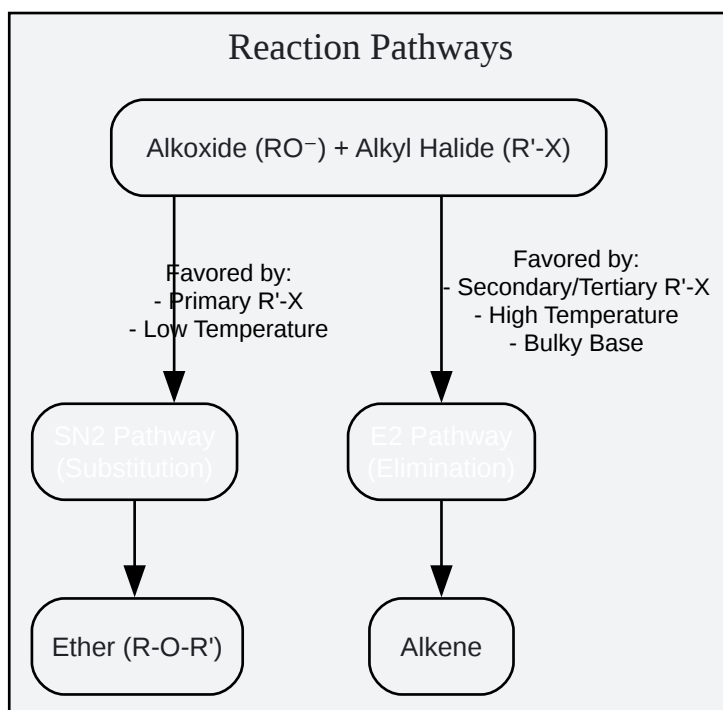 Reaction Pathways
Alkoxide (RO⁻) + Alkyl Halide (R'-X)
Favored by:
- Primary R'-X
- Low Temperature
Favored by:
- Secondary/Tertiary R'-X
- High Temperature
- Bulky Base
SN2 Pathway
(Substitution)
E2 Pathway
(Elimination)
Ether (R-O-R')
Alkene